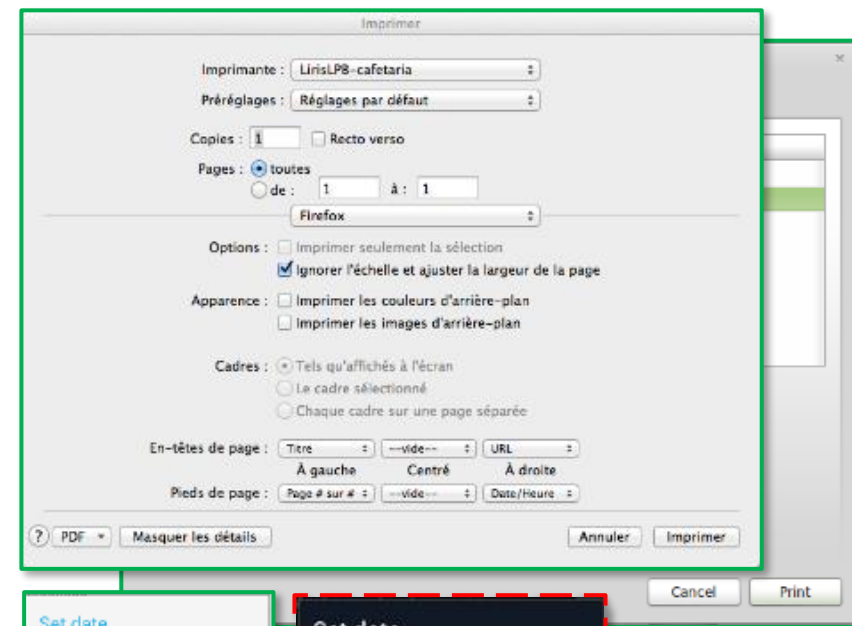 Imprimer
Imprimante : LirisLPB-cafetaria
Préréglages : Réglages par défaut
Copies : 1 Recto verso
Pages : toutes
de : 1 à : 1
Firefox
Options : Imprimer seulement la sélection
Ignorer l'échelle et ajuster la largeur de la page
Apparence : Imprimer les couleurs d'arrière-plan
Imprimer les images d'arrière-plan
Cadres : Tels qu'affichés à l'écran
Le cadre sélectionné
Chaque cadre sur une page séparée
En-têtes de page : Titre --vide-- URL
À gauche Centré À droite
Pieds de page : Page # sur # --vide-- Date/Heure
? PDF Masquer les détails Annuler Imprimer
Cancel Print
Set date
Set date